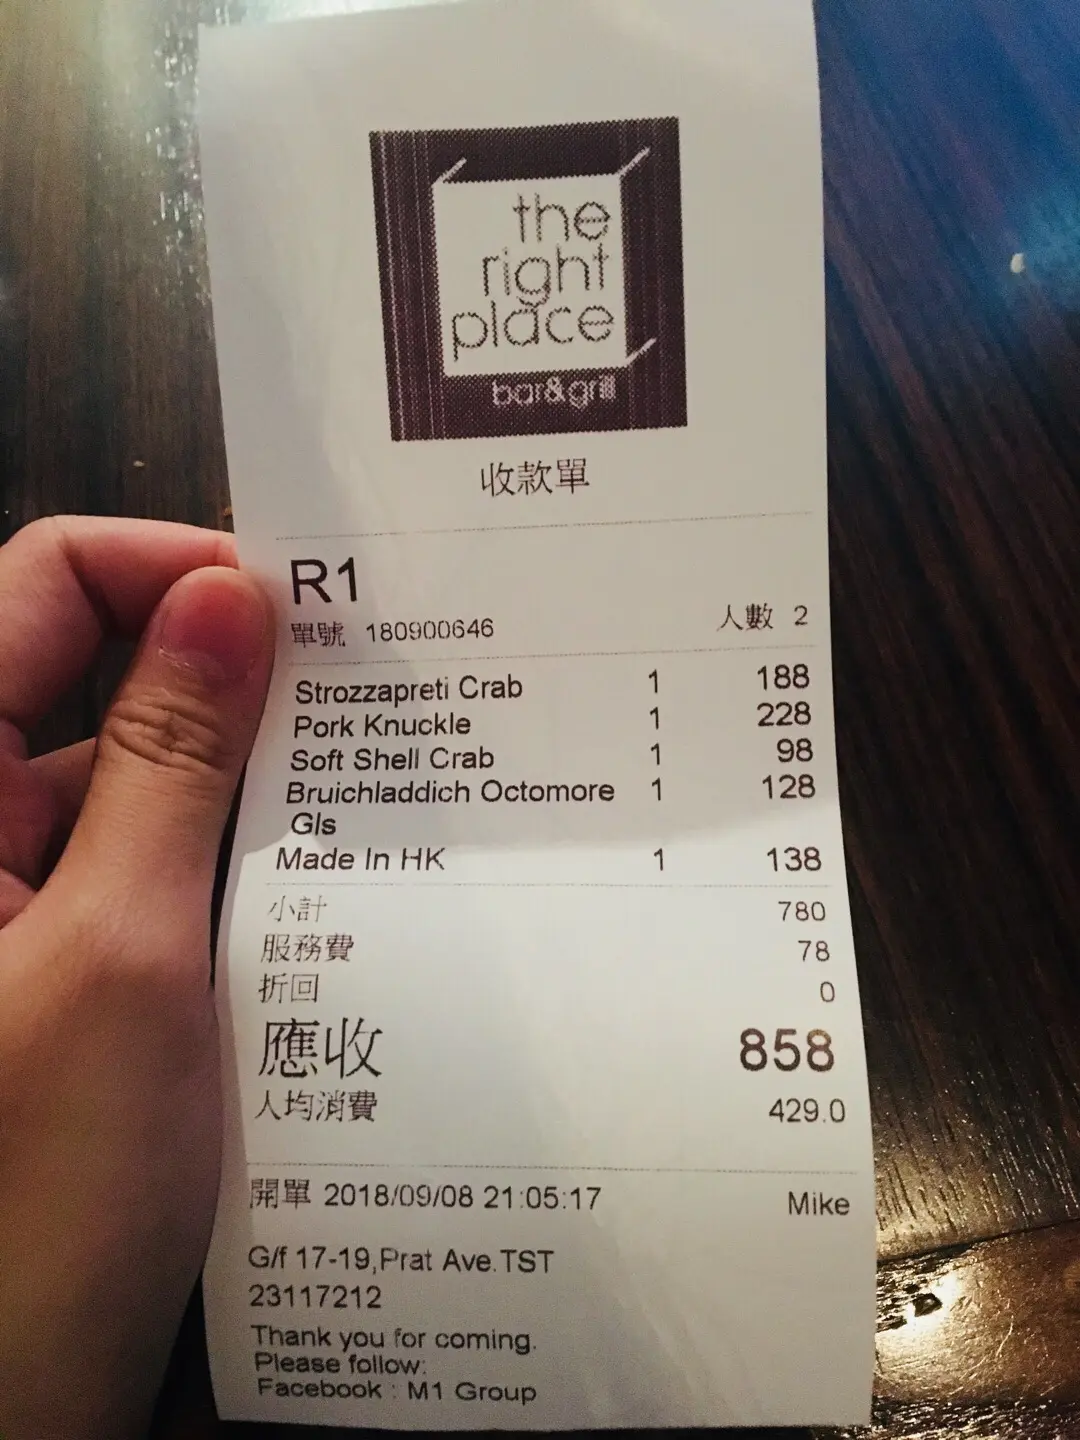 the
right
place
bar&grill
收款單
R1
單號 180900646 人數 2
Strozzapreti Crab 1 188
Pork Knuckle 1 228
Soft Shell Crab 1 98
Bruichladdich Octomore 1 128
Gls
Made In HK 1 138
小計 780
服務費 78
折回 0
應收 858
人均消費 429.0
開單 2018/09/08 21:05:17 Mike
G/f 17-19,Prat Ave.TST
23117212
Thank you for coming.
Please follow:
Facebook : M1 Group